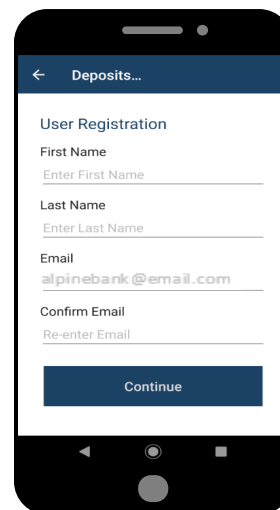 Deposits…
User Registration
First Name
Enter First Name
Last Name
Enter Last Name
Email
alpinebank@email.com
Confirm Email
Re-enter Email
Continue